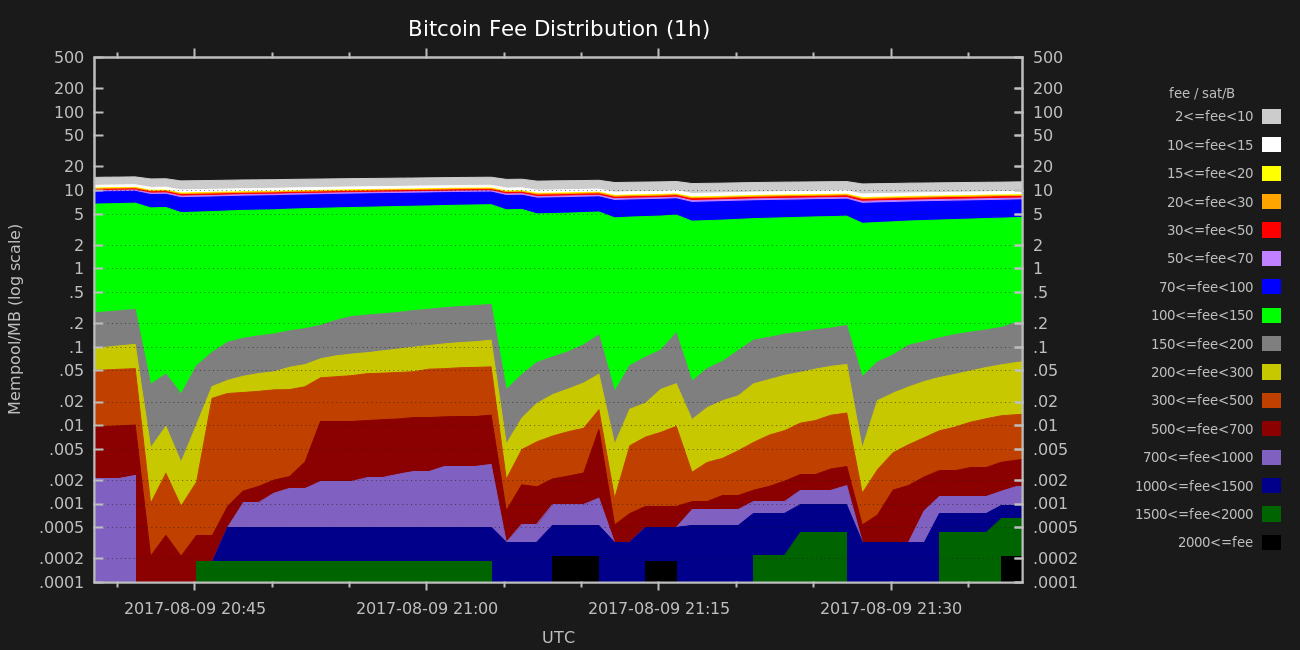 Bitcoin Fee Distribution (1h)
500
200
100
50
20
10
5
2
1
.5
.2
.1
.05
.02
.01
.005
.002
.001
.0005
.0002
.0001
Mempool/MB (log scale)
500
200
100
50
20
10
5
2
1
.5
.2
.1
.05
.02
.01
.005
.002
.001
.0005
.0002
.0001
2017-08-09 20:45
2017-08-09 21:00
2017-08-09 21:15
2017-08-09 21:30
UTC
fee / sat/B
2<=fee<10
10<=fee<15
15<=fee<20
20<=fee<30
30<=fee<50
50<=fee<70
70<=fee<100
100<=fee<150
150<=fee<200
200<=fee<300
300<=fee<500
500<=fee<700
700<=fee<1000
1000<=fee<1500
1500<=fee<2000
2000<=fee